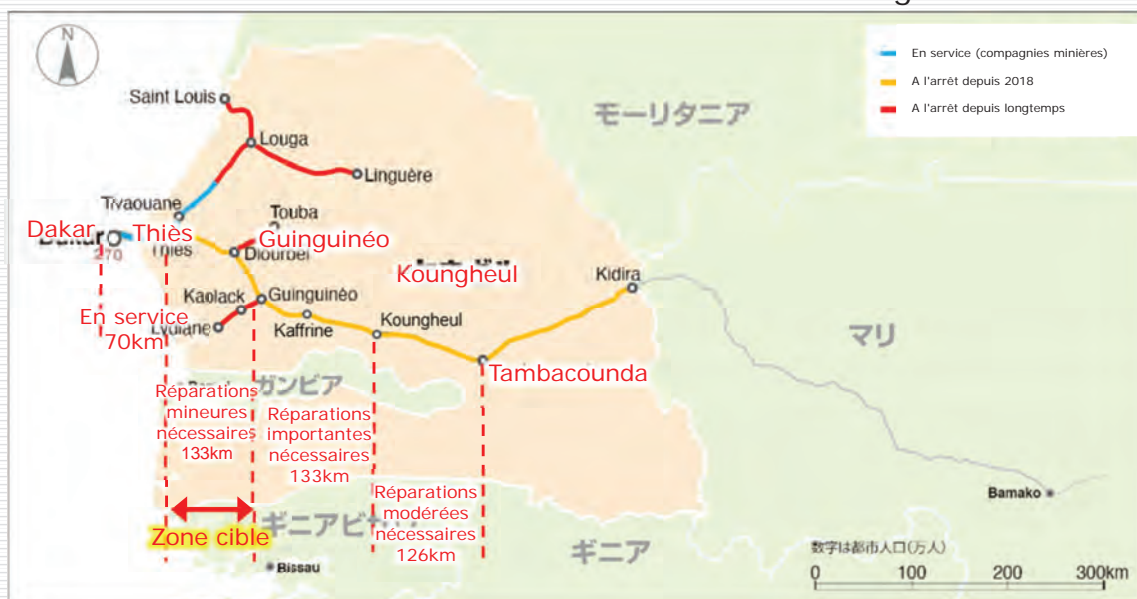 N
En service (compagnies minières)
A l'arrêt depuis 2018
A l'arrêt depuis longtemps
Saint Louis
モーリタニア
Louga
Linguère
Tivaouane
Touba
Dakar
Thiès
Guinguinéo
Dakar
Thiès
270
Diourbel
Koungheul
Kidira
Kaolack
Guinguinéo
En service
70km
Lyndiane
Kaffrine
Koungheul
マリ
Tambacounda
ガンビア
Réparations
mineures
nécessaires
133km
Réparations
importantes
nécessaires
133km
Réparations
modérées
nécessaires
126km
Bamako
Zone cible
ギニアビサウ
ギニア
Bissau
数字は都市人口(万人)
0 100 200 300km